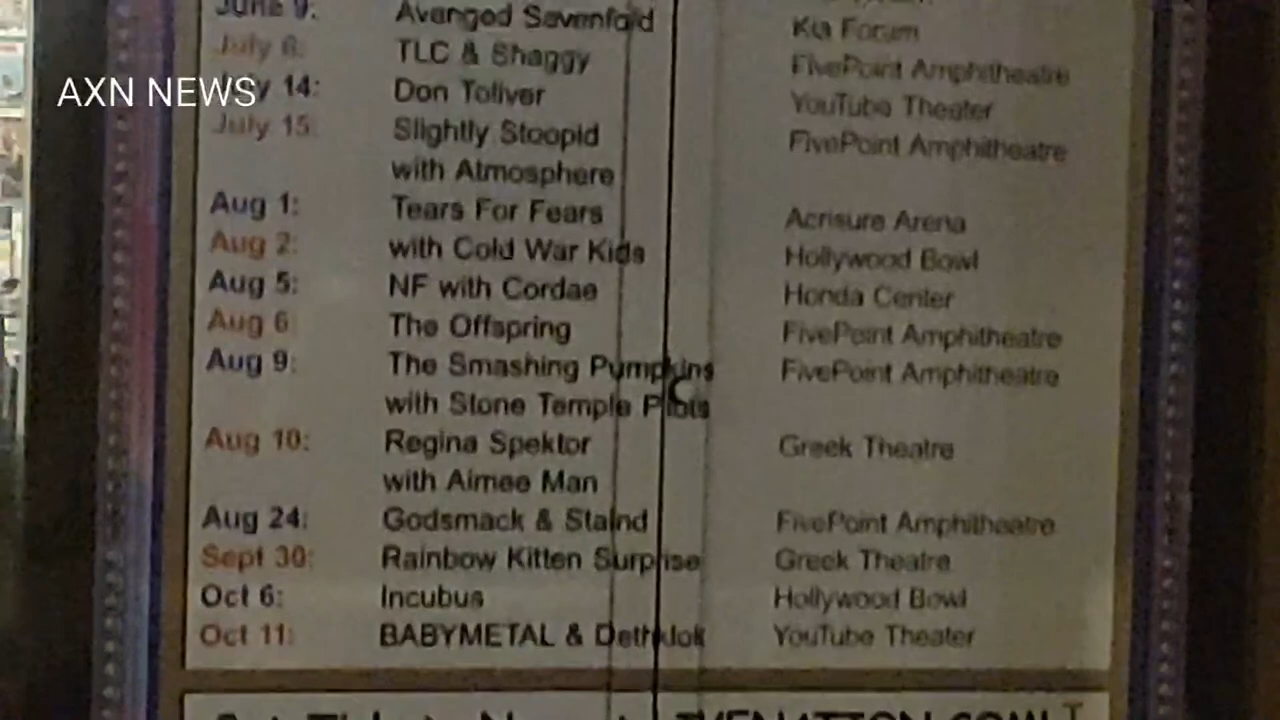 June 9: Avenged Sevenfold Kia Forum
July 6: TLC & Shaggy FivePoint Amphitheatre
AXN NEWS
14: Don Toliver YouTube Theater
July 15: Slightly Stoopid FivePoint Amphitheatre
with Atmosphere
Aug 1: Tears For Fears Acrisure Arena
Aug 2: with Cold War Kids Hollywood Bowl
Aug 5: NF with Cordae Honda Center
Aug 6: The Offspring FivePoint Amphitheatre
Aug 9: The Smashing Pumpkins FivePoint Amphitheatre
with Stone Temple Pilots
Aug 10: Regina Spektor Greek Theatre
with Aimee Man
Aug 24: Godsmack & Staind FivePoint Amphitheatre
Sept 30: Rainbow Kitten Surprise Greek Theatre
Oct 6: Incubus Hollywood Bowl
Oct 11: BABYMETAL & Dethklok YouTube Theater